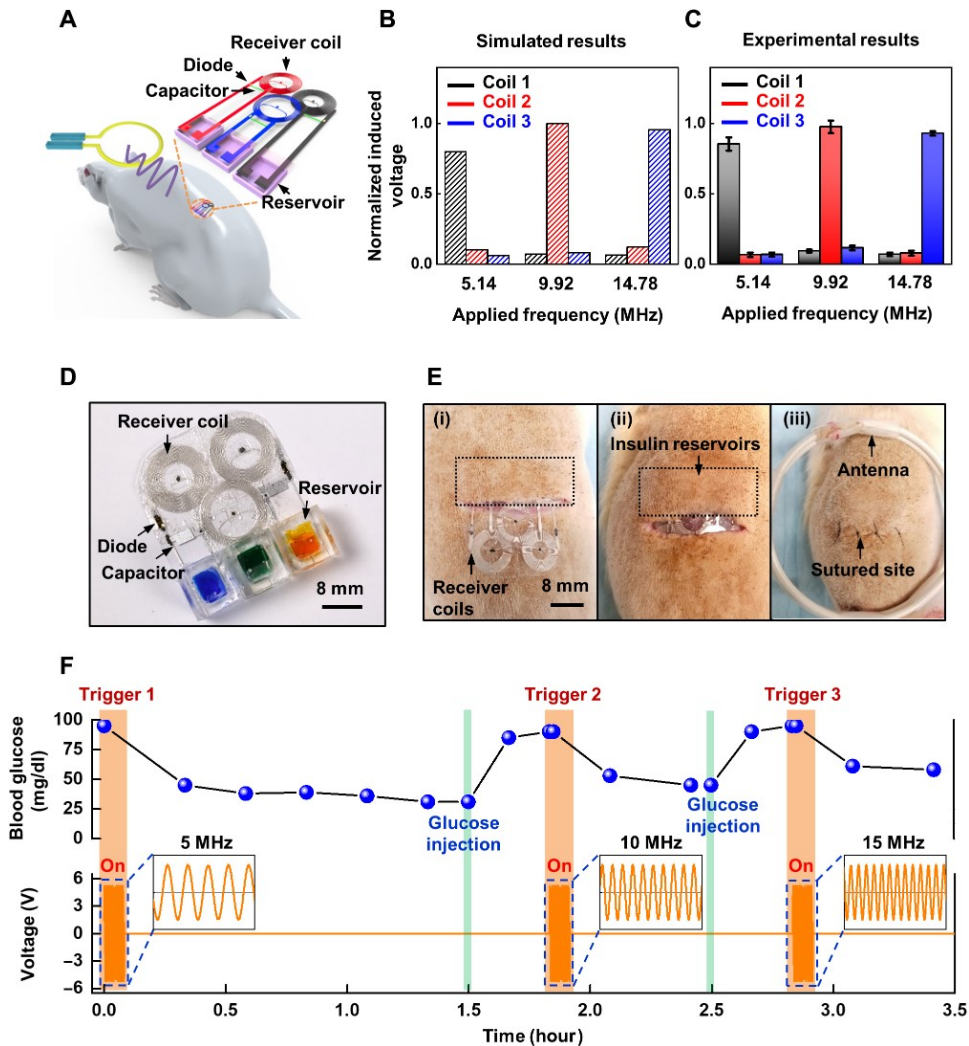 A
Receiver coil
Diode
Capacitor
Reservoir
B
Simulated results
Coil 1
Coil 2
Coil 3
Normalized induced
voltage
1.0
0.5
0.0
5.14 9.92 14.78
Applied frequency (MHz)
C
Experimental results
Coil 1
Coil 2
Coil 3
1.0
0.5
0.0
5.14 9.92 14.78
Applied frequency (MHz)
D
Receiver coil
Reservoir
Diode
Capacitor
8 mm
E
(i)
Receiver
coils
8 mm
(ii)
Insulin reservoirs
(iii)
Antenna
Sutured site
F
Trigger 1 Trigger 2 Trigger 3
Blood glucose
(mg/dl)
100
75
50
25
0
Glucose
injection
Glucose
injection
On 5 MHz On 10 MHz On 15 MHz
Voltage (V)
6
3
0
−3
−6
0.0 0.5 1.0 1.5 2.0 2.5 3.0 3.5
Time (hour)